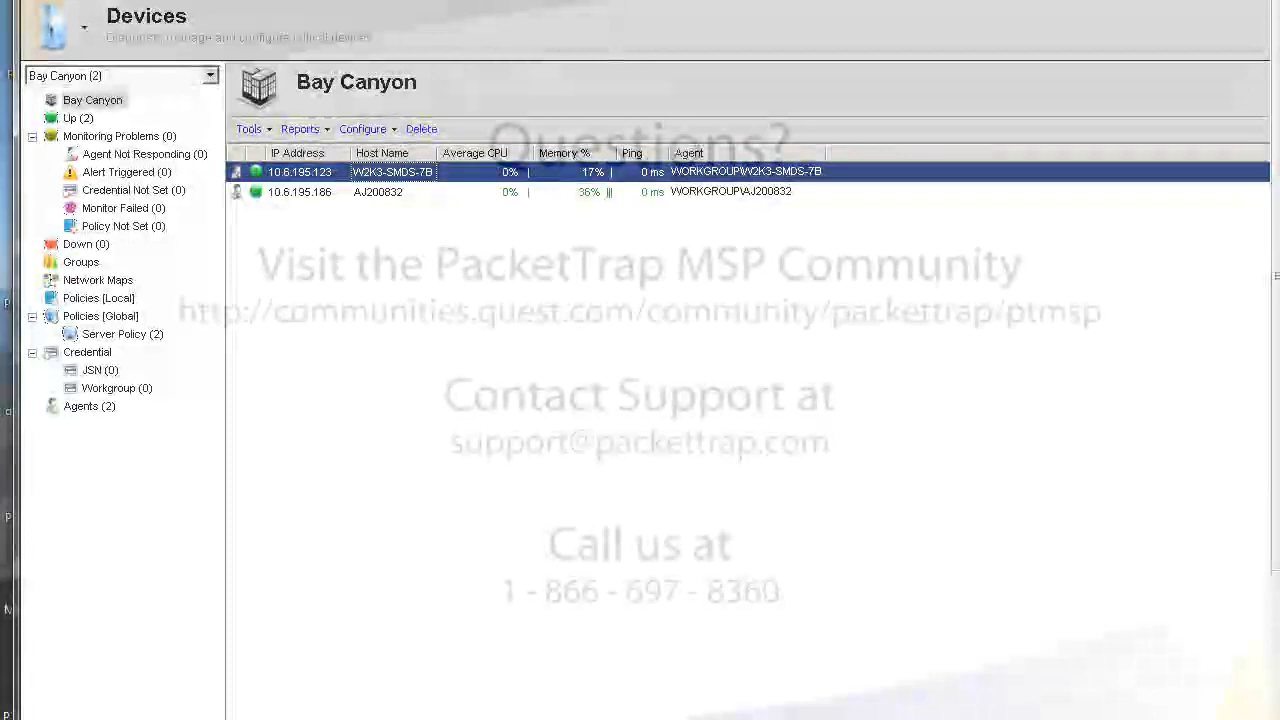 Devices
Diagnose, manage and configure critical devices
Bay Canyon (2)
Bay Canyon
Up (2)
Monitoring Problems (0)
Agent Not Responding (0)
Alert Triggered (0)
Credential Not Set (0)
Monitor Failed (0)
Policy Not Set (0)
Down (0)
Groups
Network Maps
Policies [Local]
Policies [Global]
Server Policy (2)
Credential
JSN (0)
Workgroup (0)
Agents (2)
Bay Canyon
Tools Reports Configure Delete
IP Address Host Name Average CPU Memory % Ping Agent
10.6.195.123 W2K3-SMDS-7B 0% 17% 0 ms WORKGROUP\W2K3-SMDS-7B
10.6.195.186 AJ200832 0% 36% 0 ms WORKGROUP\AJ200832
Questions?
Visit the PacketTrap MSP Community
http://communities.quest.com/community/packettrap/ptmsp
Contact Support at
support@packettrap.com
Call us at
1 - 866 - 697 - 8360